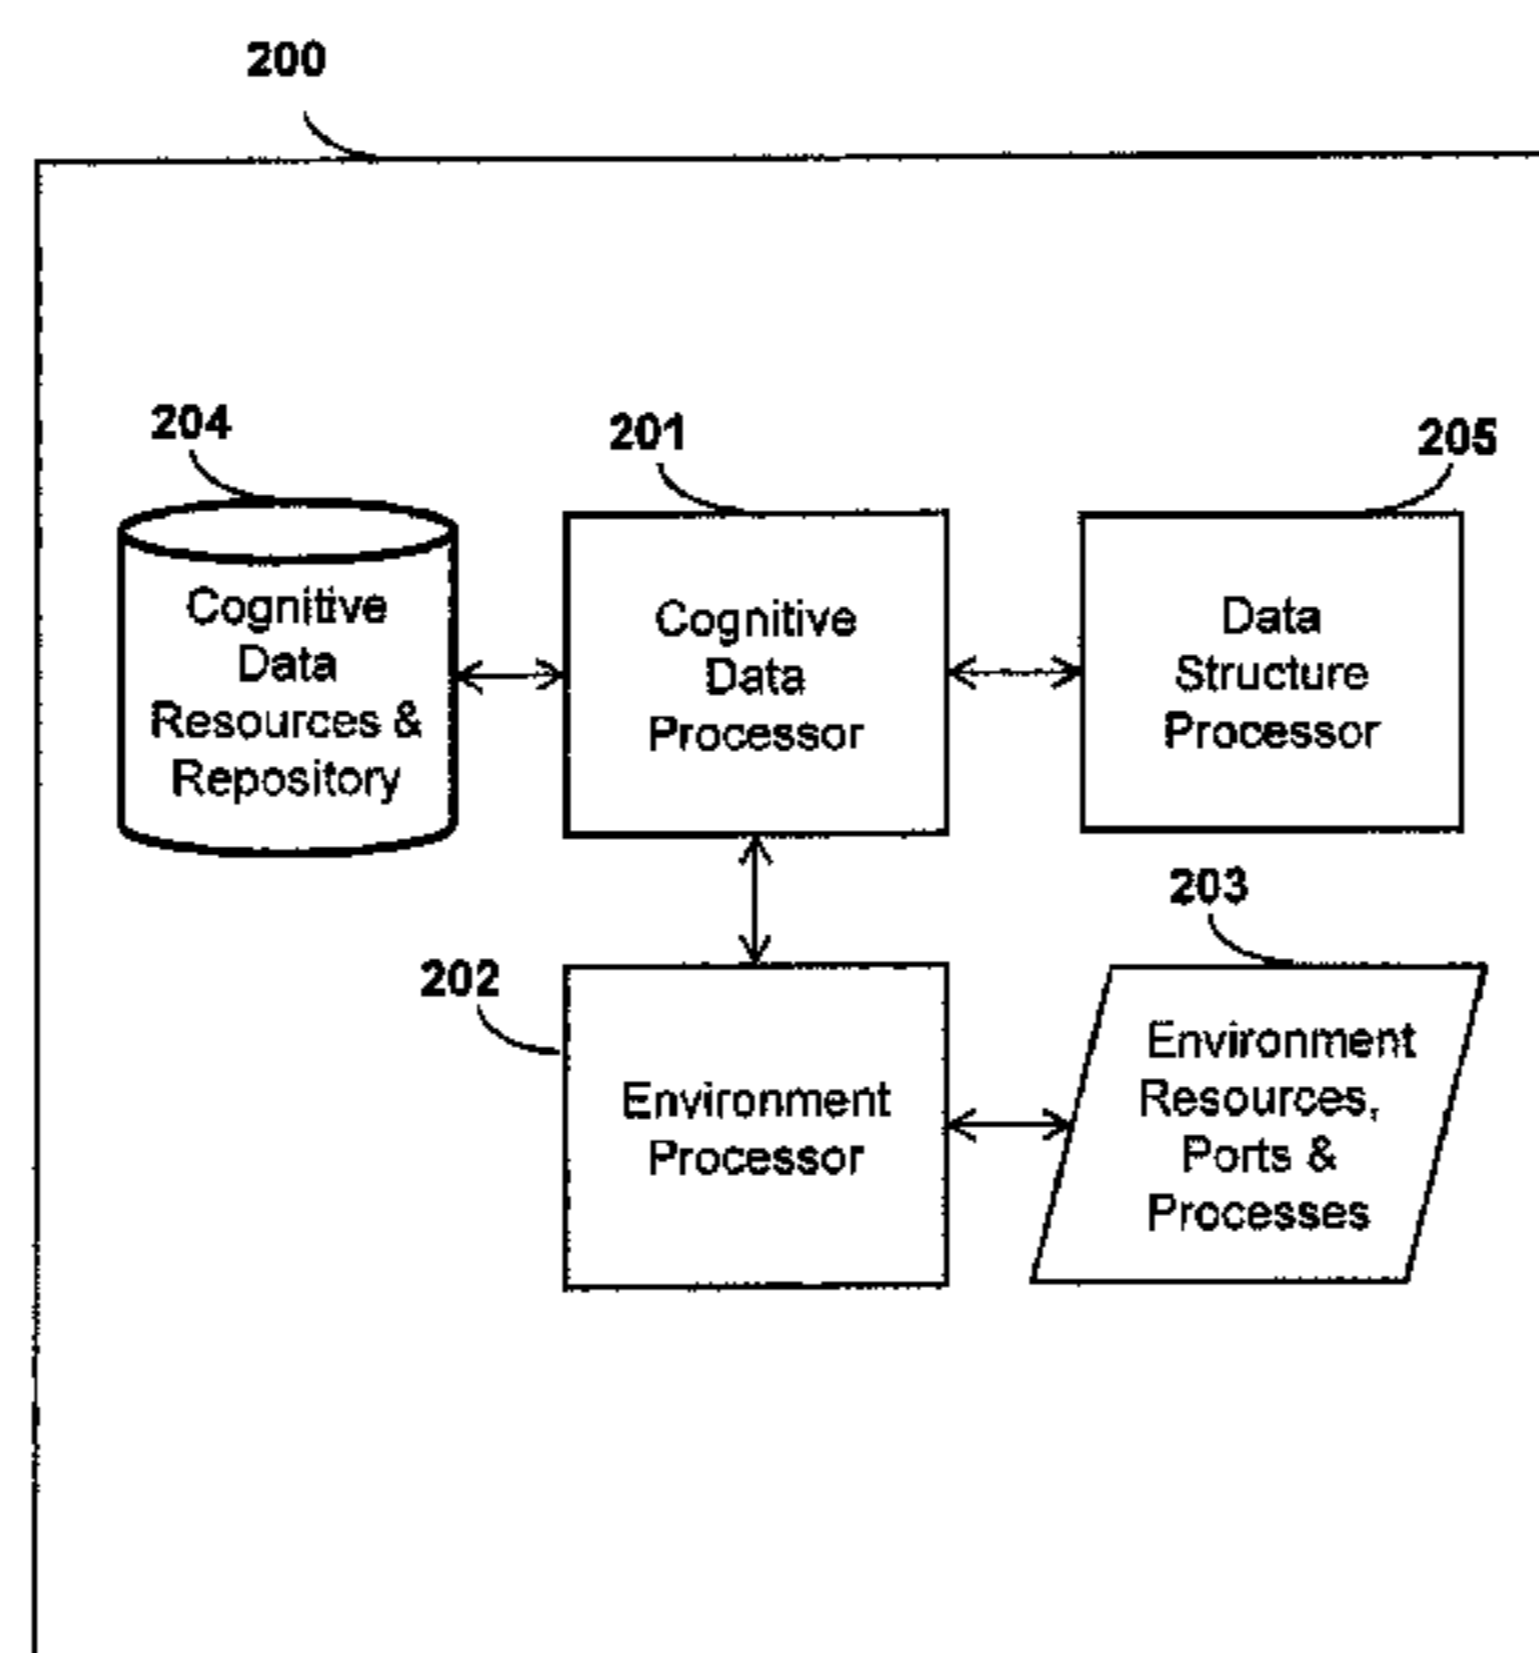 200
204
201
205
Cognitive
Data
Resources &
Repository
Cognitive
Data
Processor
Data
Structure
Processor
203
202
Environment
Processor
Environment
Resources,
Ports &
Processes